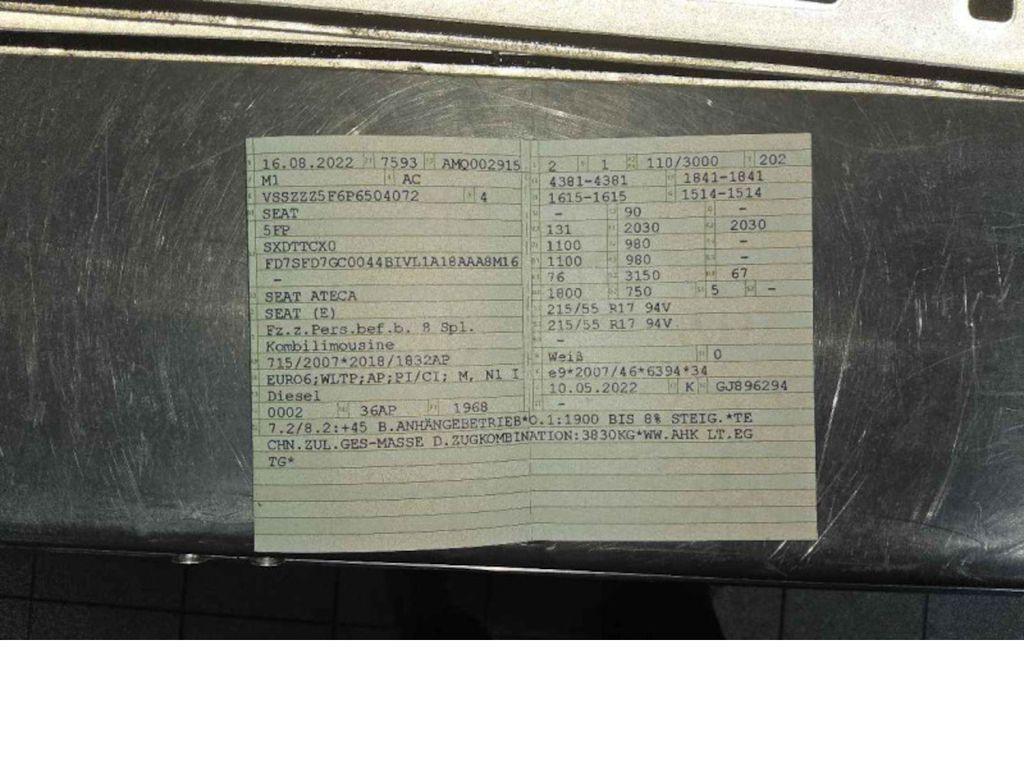 16.08.2022 7593 AMQ002915
M1 AC
VSSZZZ5F6P6504072 4
SEAT
5FP
SXDTTCX0
FD7SFD7GC0044BIVL1A18AAA8M16
-
SEAT ATECA
SEAT (E)
Fz.z.Pers.bef.b. 8 Spl.
Kombilimousine
715/2007*2018/1832AP
EURO6;WLTP;AP;PI/CI; M, N1 I
Diesel
0002 36AP 1968
2 1 110/3000 202
4381-4381 1841-1841
1615-1615 1514-1514
- 90 -
131 2030 2030
1100 980 -
1100 980 -
76 3150 67
1800 750 5 -
215/55 R17 94V
215/55 R17 94V
-
Weiß 0
e9*2007/46*6394*34
10.05.2022 K GJ896294
-
7.2/8.2:+45 B.ANHÄNGEBETRIEB*O.1:1900 BIS 8% STEIG.*TE
CHN.ZUL.GES-MASSE D.ZUGKOMBINATION:3830KG*WW.AHK LT.EG
TG*